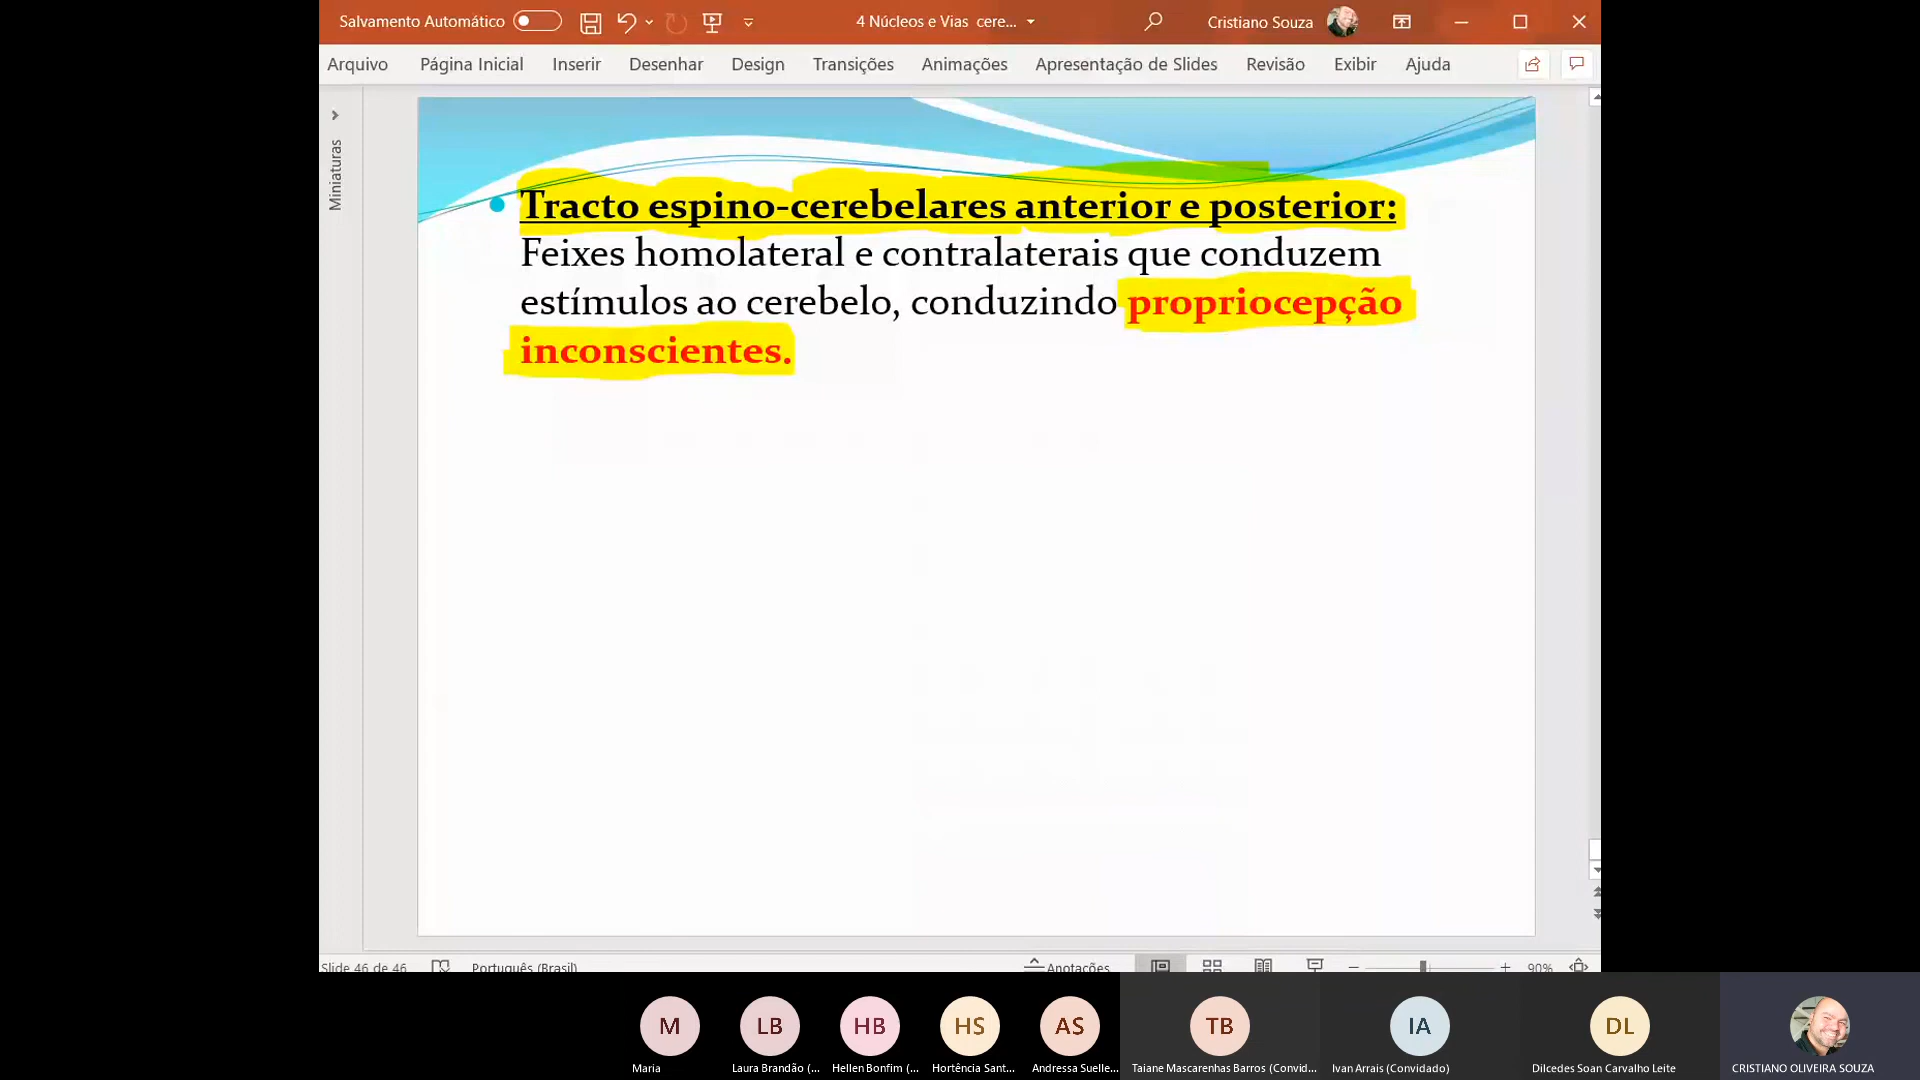 Salvamento Automático
4 Núcleos e Vias cere...
Cristiano Souza
Arquivo Página Inicial Inserir Desenhar Design Transições Animações Apresentação de Slides Revisão Exibir Ajuda
Miniaturas
Tracto espino-cerebelares anterior e posterior:
Feixes homolateral e contralaterais que conduzem
estímulos ao cerebelo, conduzindo propriocepção
inconscientes.
Slide 46 de 46 Português (Brasil) Anotações 90%
M LB HB HS AS TB IA DL
Maria Laura Brandão (... Hellen Bonfim (... Hortência Sant... Andressa Suelle... Taiane Mascarenhas Barros (Convid... Ivan Arrais (Convidado) Dilcedes Soan Carvalho Leite CRISTIANO OLIVEIRA SOUZA